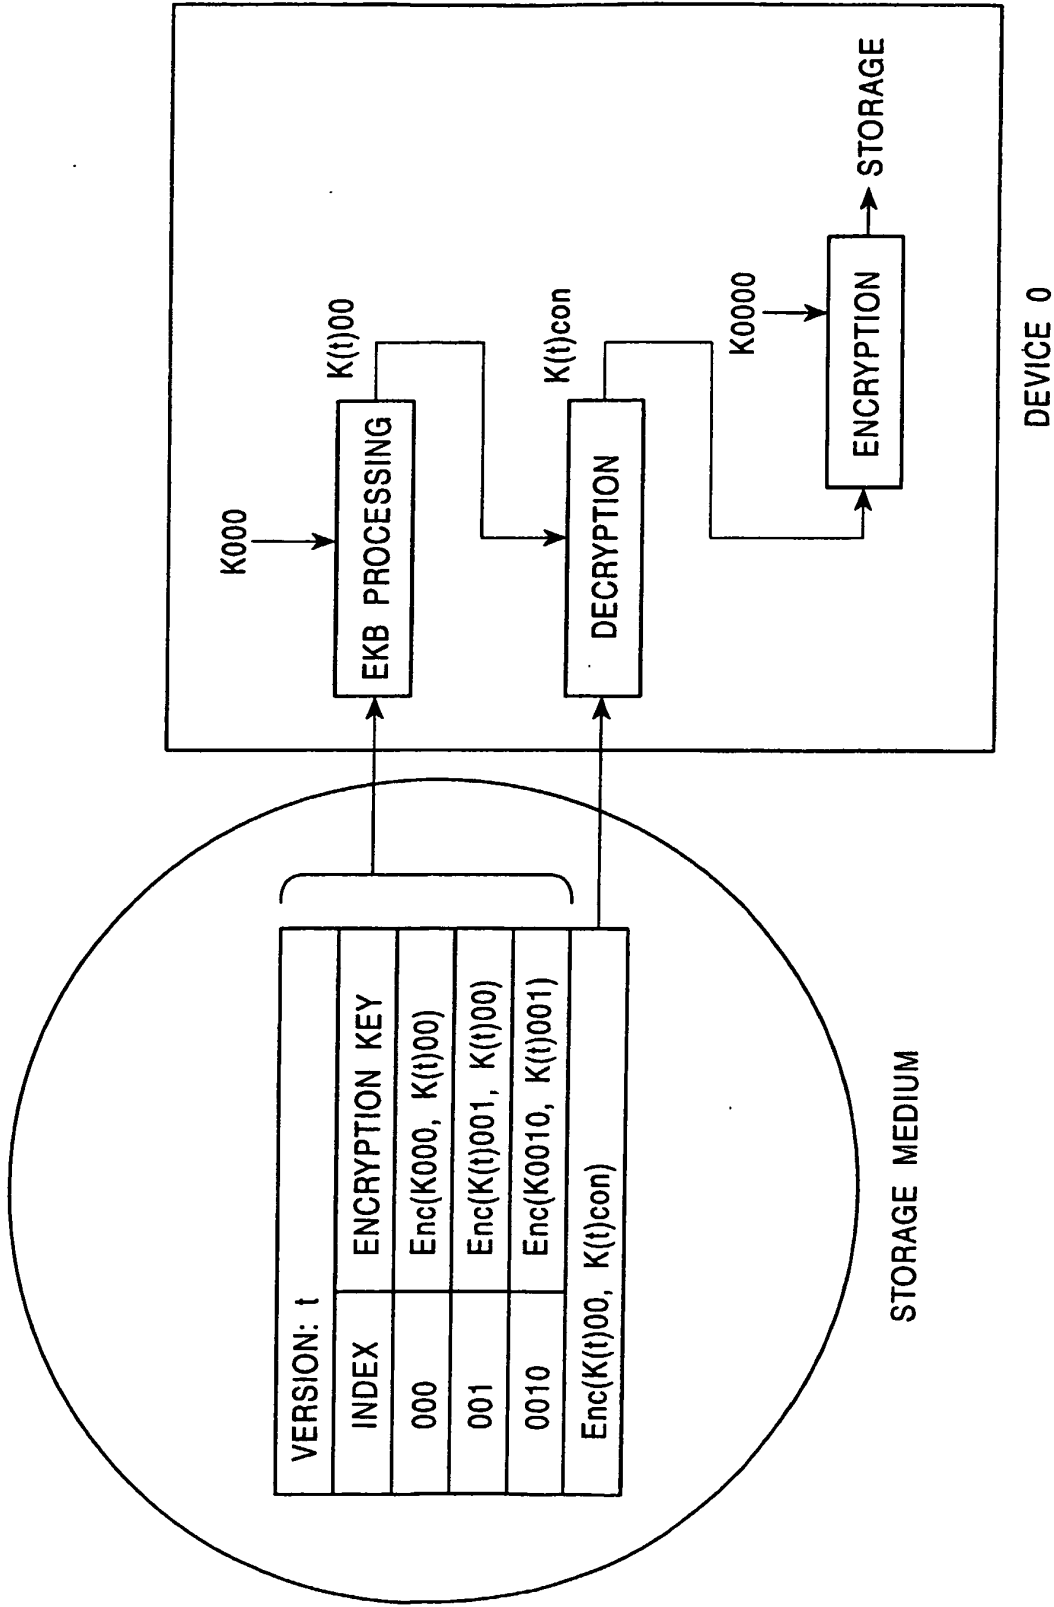 VERSION: t
INDEX ENCRYPTION KEY
000 Enc(K000, K(t)00)
001 Enc(K(t)001, K(t)00)
0010 Enc(K0010, K(t)001)
Enc(K(t)00, K(t)con)
STORAGE MEDIUM
K000
EKB PROCESSING
K(t)00
DECRYPTION
K(t)con
K0000
ENCRYPTION
STORAGE
DEVICE 0